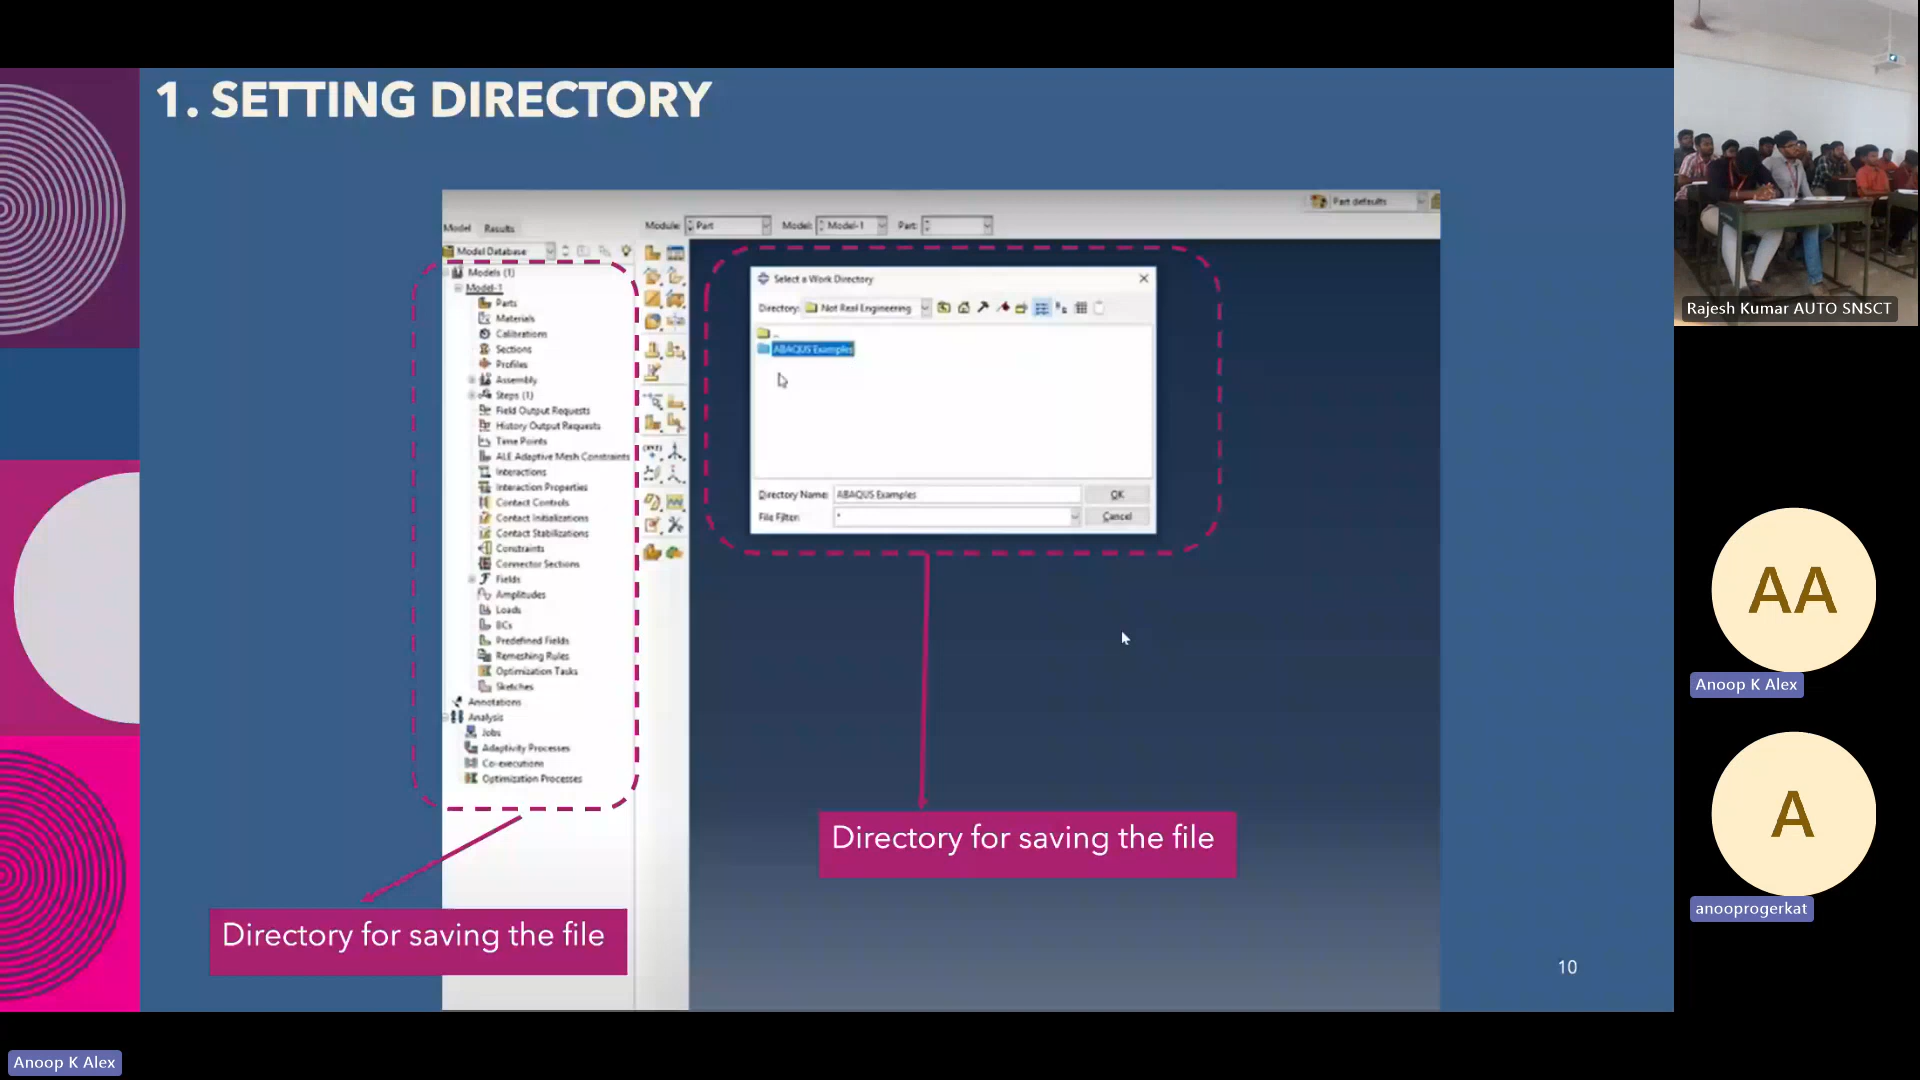 1. SETTING DIRECTORY
Part defaults
Model Results
Module: Part Model: Model-1 Part:
Model Database
Models (1)
Model-1
Parts
Materials
Calibrations
Sections
Profiles
Assembly
Steps (1)
Field Output Requests
History Output Requests
Time Points
ALE Adaptive Mesh Constraints
Interactions
Interaction Properties
Contact Controls
Contact Initializations
Contact Stabilizations
Constraints
Connector Sections
Fields
Amplitudes
Loads
BCs
Predefined Fields
Remeshing Rules
Optimization Tasks
Sketches
Annotations
Analysis
Jobs
Adaptivity Processes
Co-executions
Optimization Processes
Select a Work Directory
Directory: Not Real Engineering
..
ABAQUS Examples
Directory Name: ABAQUS Examples OK
File Filter: * Cancel
Directory for saving the file
Directory for saving the file
10
Rajesh Kumar AUTO SNSCT
AA
Anoop K Alex
A
anooprogerkat
Anoop K Alex